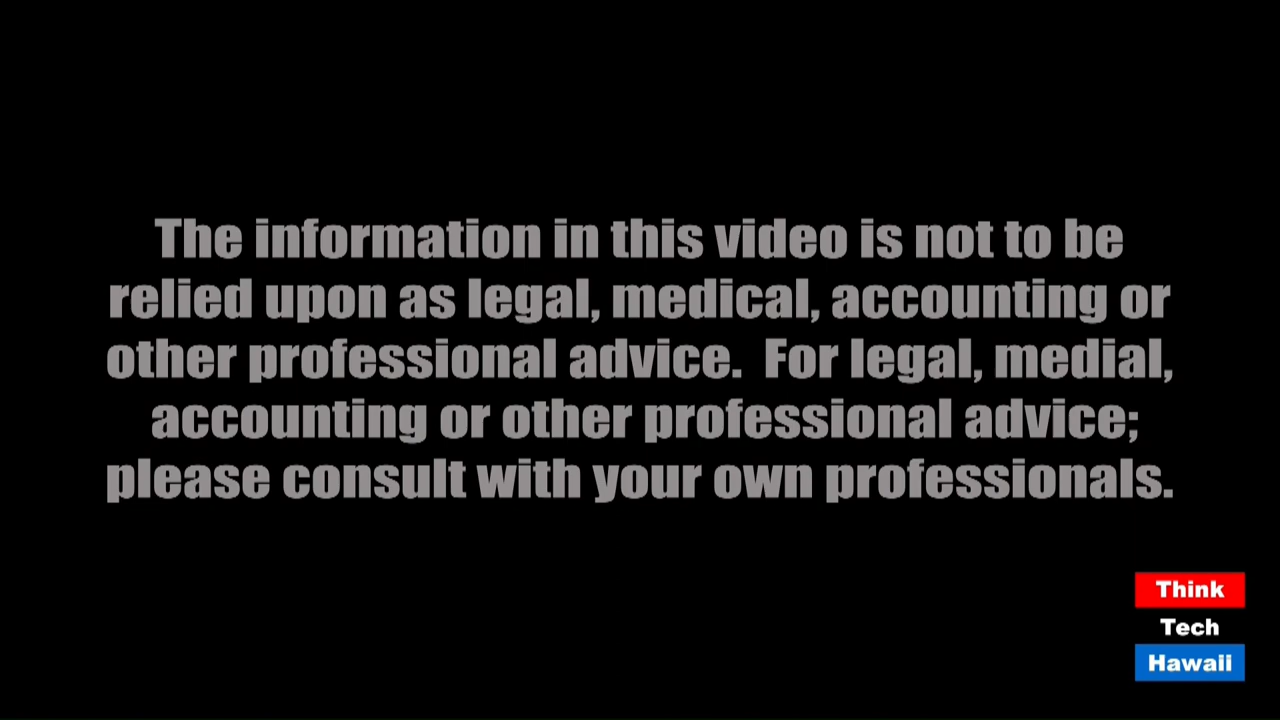 The information in this video is not to be
relied upon as legal, medical, accounting or
other professional advice.  For legal, medial,
accounting or other professional advice;
please consult with your own professionals.
Think
Tech
Hawaii